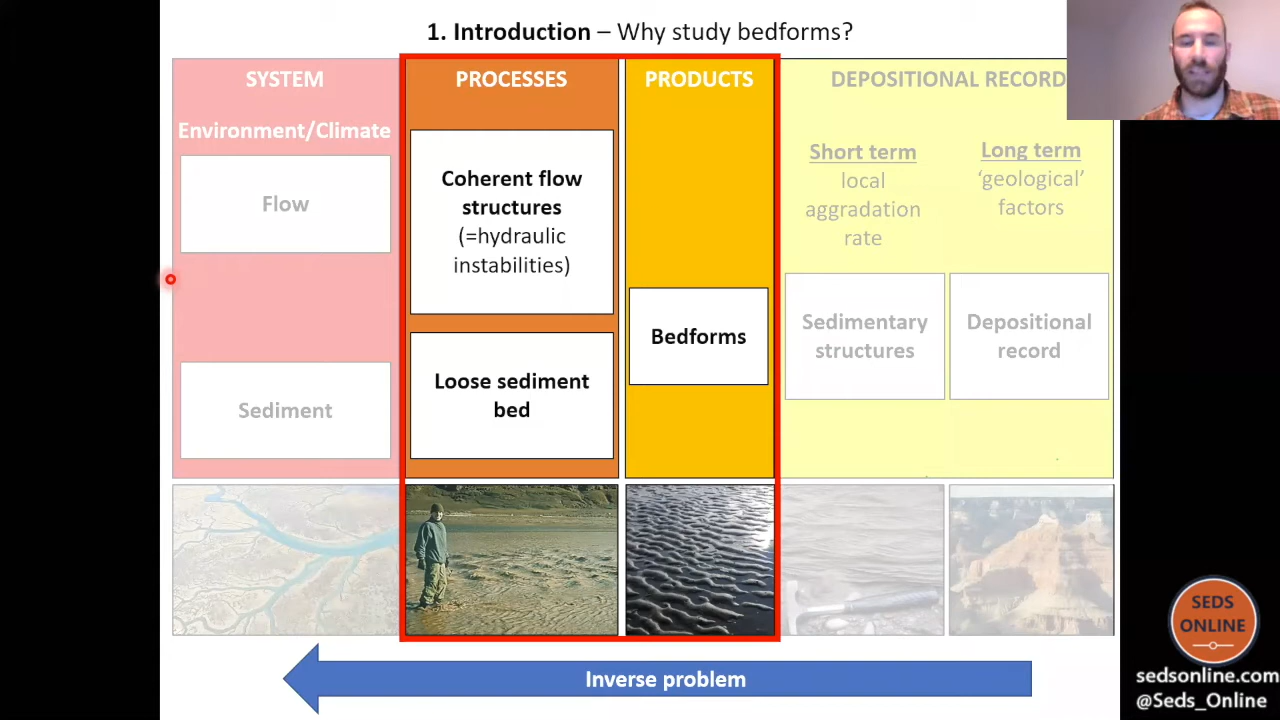 1. Introduction – Why study bedforms?
SYSTEM
Environment/Climate
Flow
Sediment
PROCESSES
Coherent flow
structures
(=hydraulic
instabilities)
Loose sediment
bed
PRODUCTS
Bedforms
DEPOSITIONAL RECORD
Short term
local
aggradation
rate
Long term
‘geological’
factors
Sedimentary
structures
Depositional
record
Inverse problem
SEDS
ONLINE
sedsonline.com
@Seds_Online